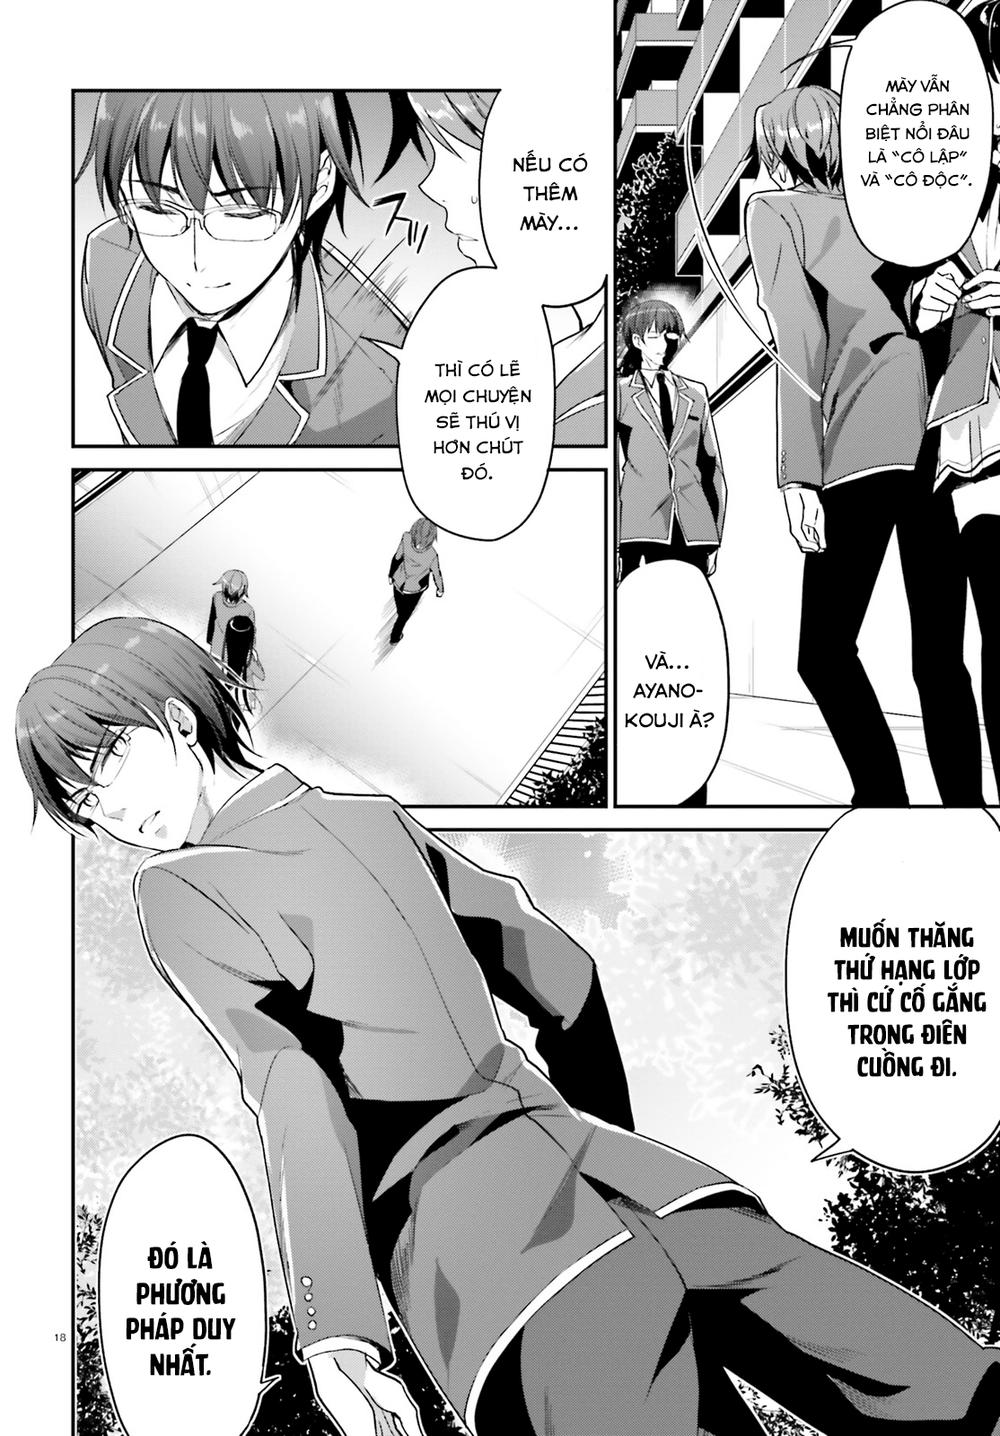 MÀY VẪN
CHẲNG PHÂN
BIỆT NỔI ĐÂU
LÀ "CÔ LẬP"
VÀ "CÔ ĐỘC".
VÀ...
AYANO-
KOUJI À?
NẾU CÓ
THÊM
MÀY...
THÌ CÓ LẼ
MỌI CHUYỆN
SẼ THÚ VỊ
HƠN CHÚT
ĐÓ.
MUỐN THĂNG
THỨ HẠNG LỚP
THÌ CỨ CỐ GẮNG
TRONG ĐIÊN
CUỒNG ĐI.
ĐÓ LÀ
PHƯƠNG
PHÁP DUY
NHẤT.
18